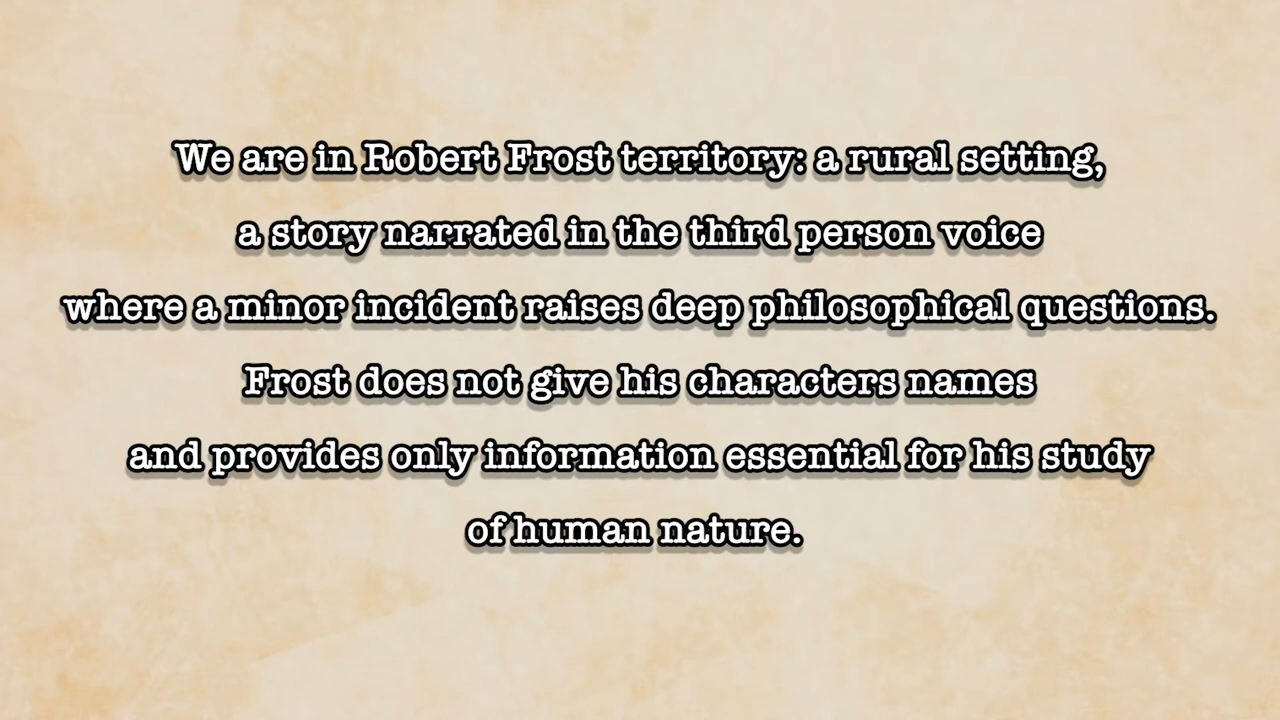 We are in Robert Frost territory: a rural setting,
a story narrated in the third person voice
where a minor incident raises deep philosophical questions.
Frost does not give his characters names
and provides only information essential for his study
of human nature.